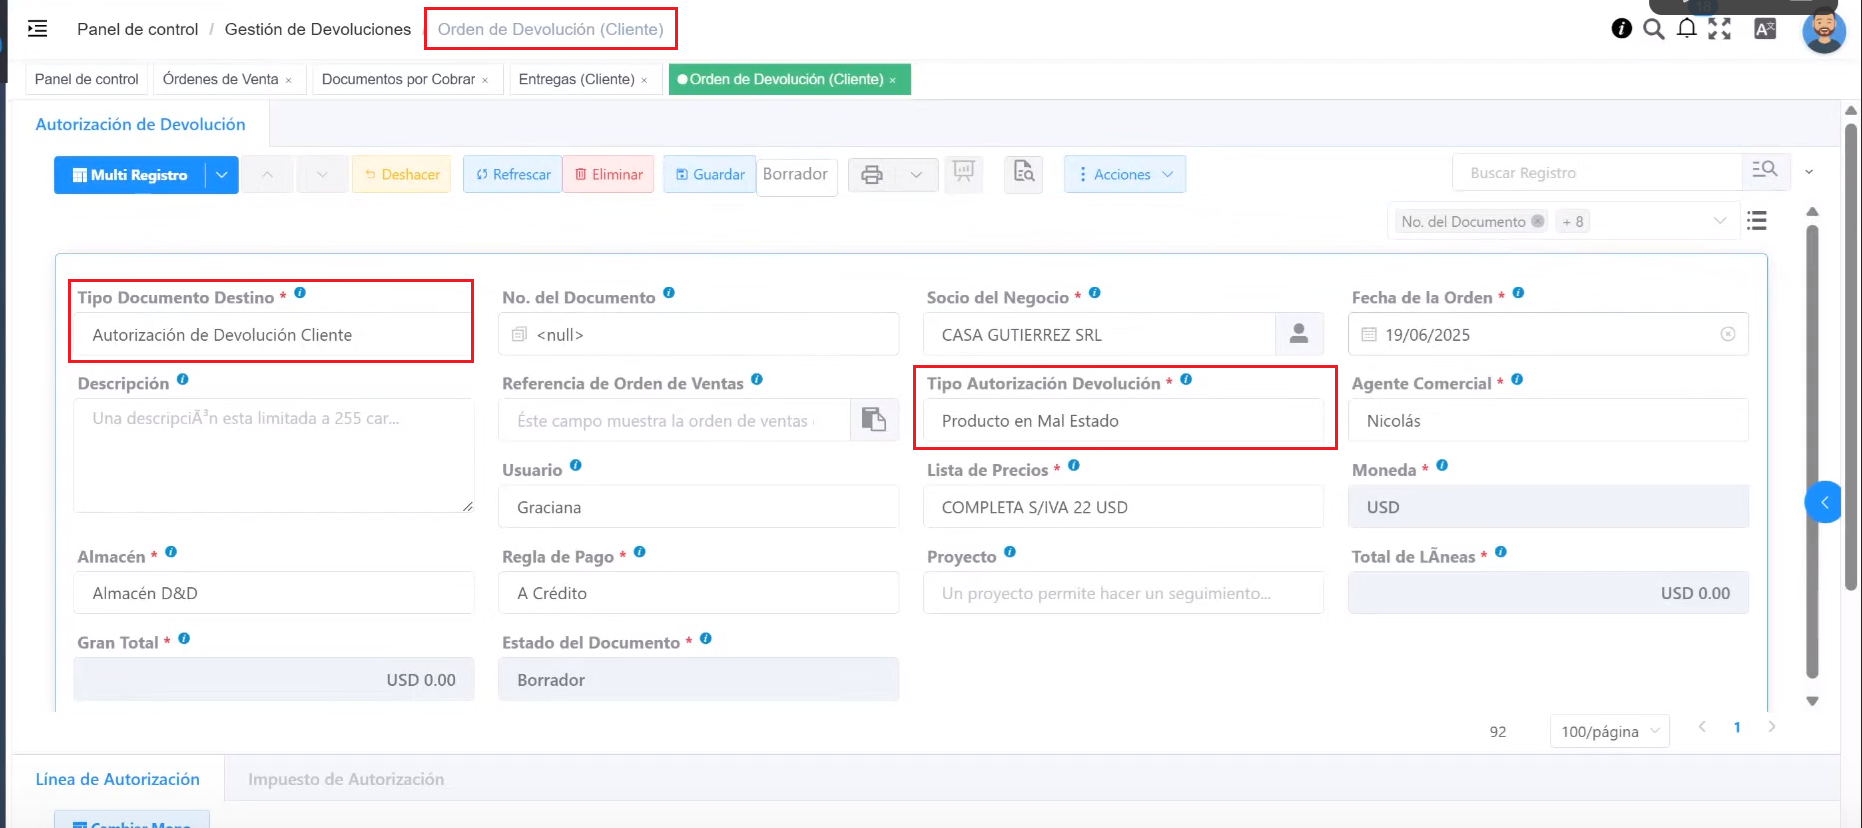 18
Panel de control / Gestión de Devoluciones / Orden de Devolución (Cliente)
Panel de control Órdenes de Venta × Documentos por Cobrar × Entregas (Cliente) × Orden de Devolución (Cliente) ×
Autorización de Devolución
Multi Registro Deshacer Refrescar Eliminar Guardar Borrador Acciones Buscar Registro
No. del Documento + 8
Tipo Documento Destino * No. del Documento Socio del Negocio * Fecha de la Orden *
Autorización de Devolución Cliente <null> CASA GUTIERREZ SRL 19/06/2025
Descripción Referencia de Orden de Ventas Tipo Autorización Devolución * Agente Comercial *
Una descripciÃ³n esta limitada a 255 car... Éste campo muestra la orden de ventas Producto en Mal Estado Nicolás
Usuario Lista de Precios * Moneda *
Graciana COMPLETA S/IVA 22 USD USD
Almacén * Regla de Pago * Proyecto Total de LÃneas *
Almacén D&D A Crédito Un proyecto permite hacer un seguimiento... USD 0.00
Gran Total * Estado del Documento *
USD 0.00 Borrador
92 100/página 1
Línea de Autorización Impuesto de Autorización
Cambiar Modo